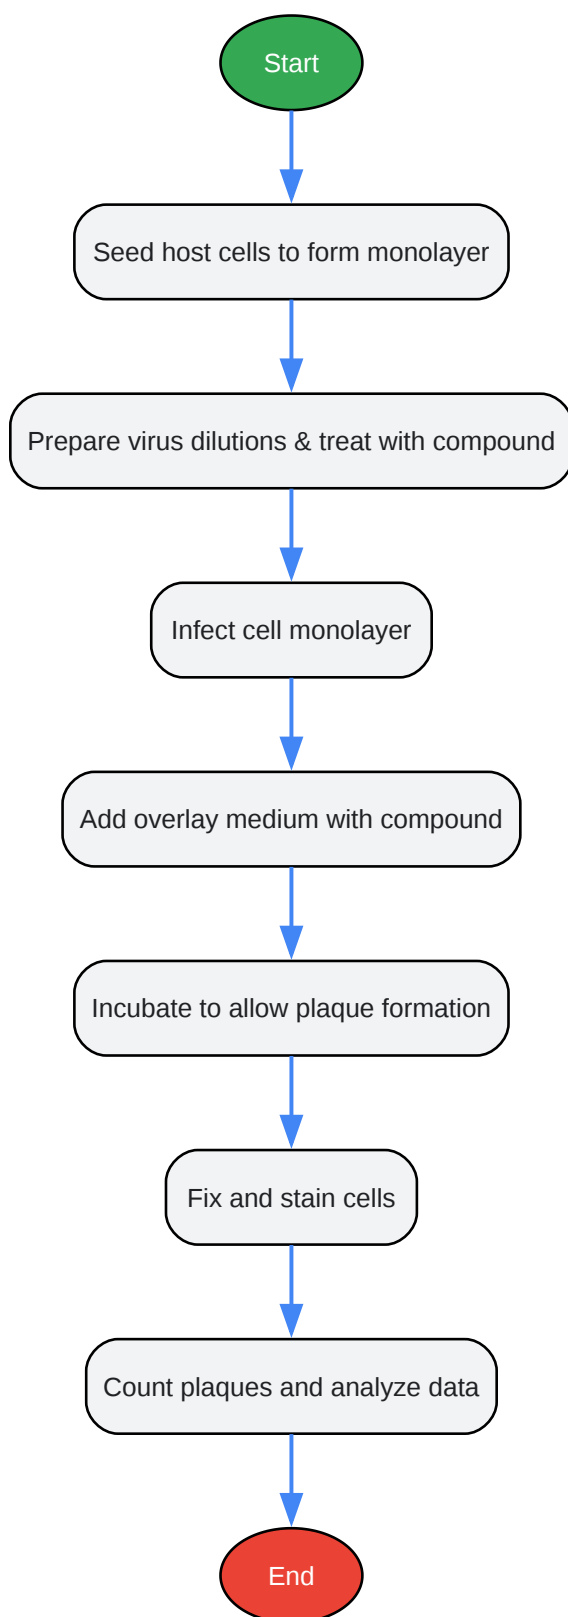 Start
Seed host cells to form monolayer
Prepare virus dilutions & treat with compound
Infect cell monolayer
Add overlay medium with compound
Incubate to allow plaque formation
Fix and stain cells
Count plaques and analyze data
End